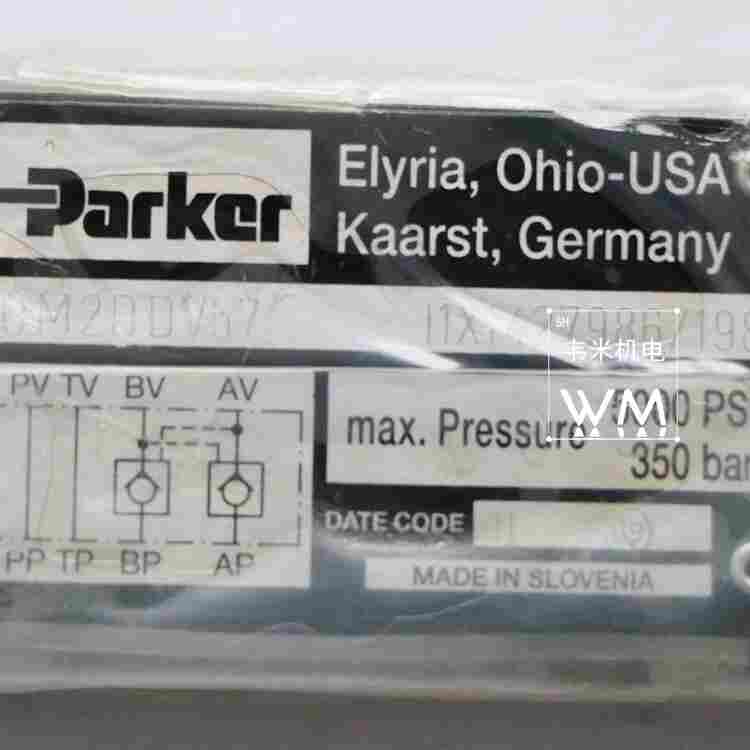 Parker
Elyria, Ohio-USA
Kaarst, Germany
SH
韦米机电
WM
PV TV BV AV
max. Pressure
350 bar
DATE CODE
PP TP BP AP
MADE IN SLOVENIA